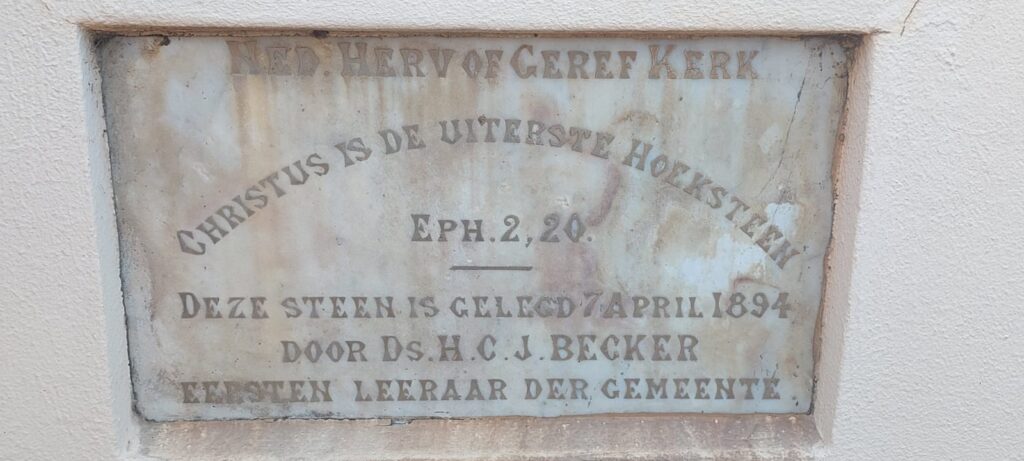 NED. HERV OF GEREF KERK
CHRISTUS IS DE UITERSTE HOEKSTEEN
EPH. 2, 20.
DEZE STEEN IS GELEGD 7 APRIL 1894
DOOR DS. H. C. J. BECKER
EERSTEN LEERAAR DER GEMEENTE.